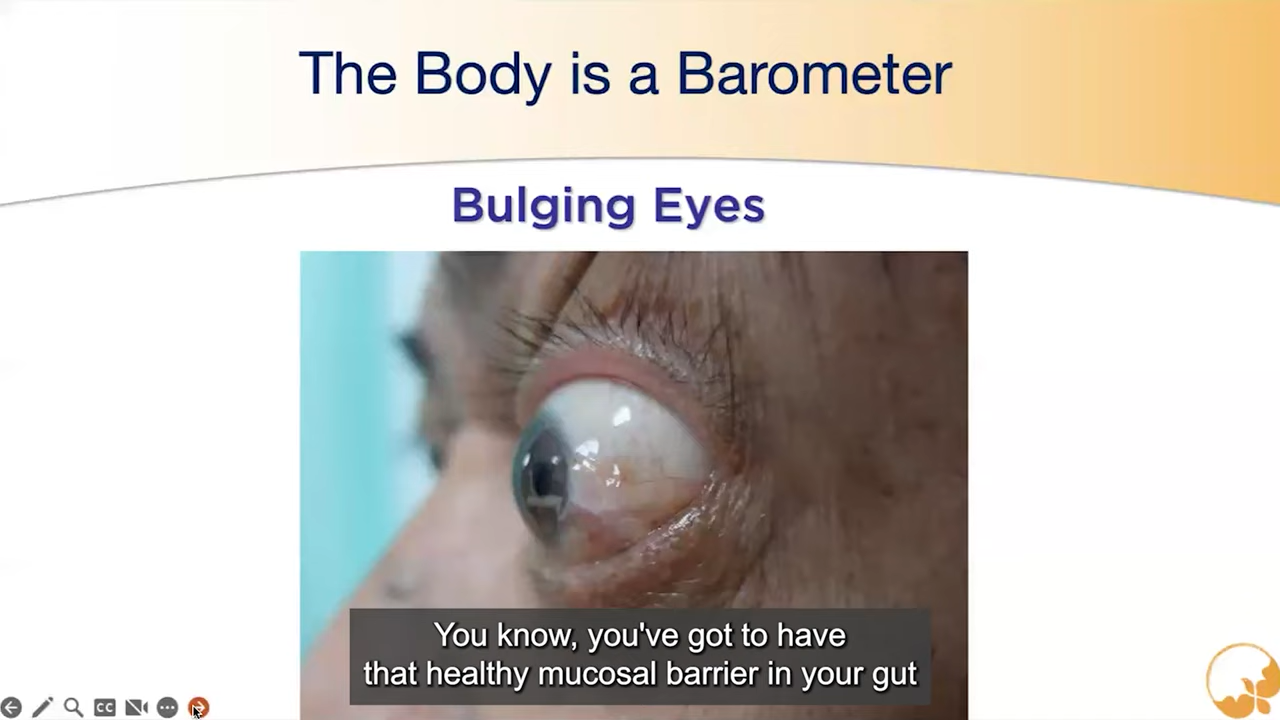 The Body is a Barometer
Bulging Eyes
You know, you've got to have
that healthy mucosal barrier in your gut
CC